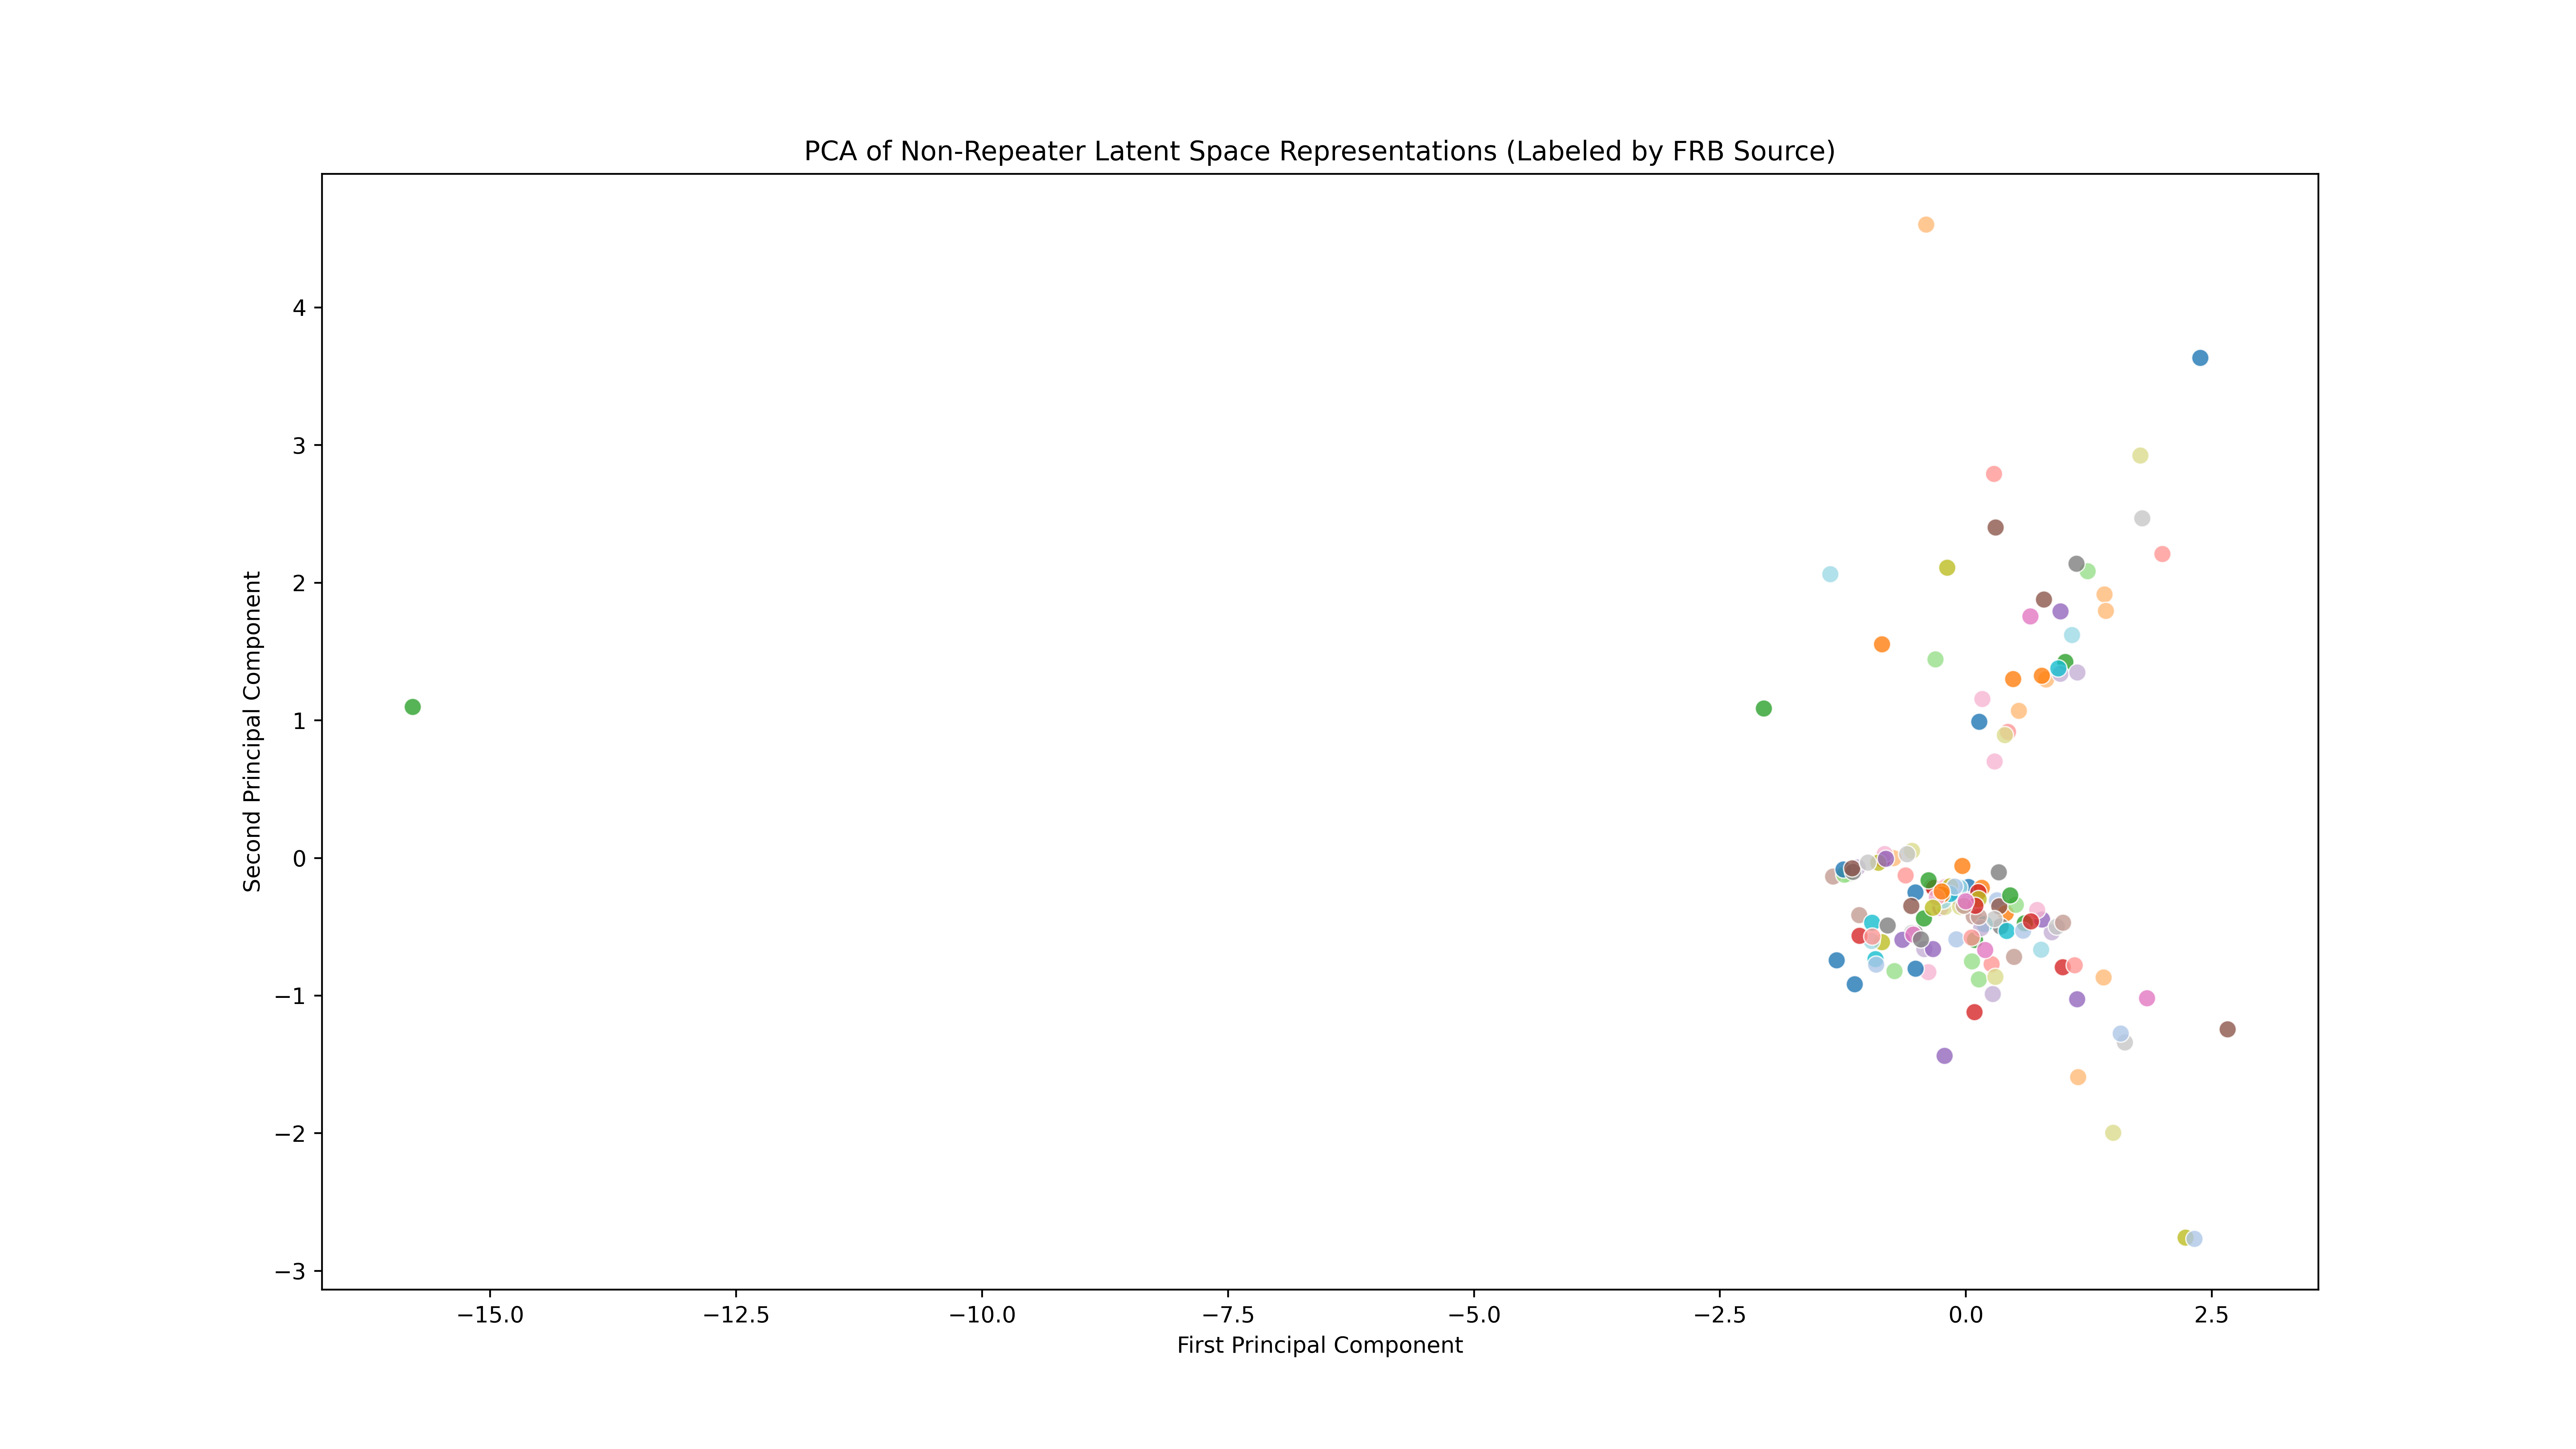 PCA of Non-Repeater Latent Space Representations (Labeled by FRB Source)
Second Principal Component
4
3
2
1
0
−1
−2
−3
−15.0 −12.5 −10.0 −7.5 −5.0 −2.5 0.0 2.5
First Principal Component